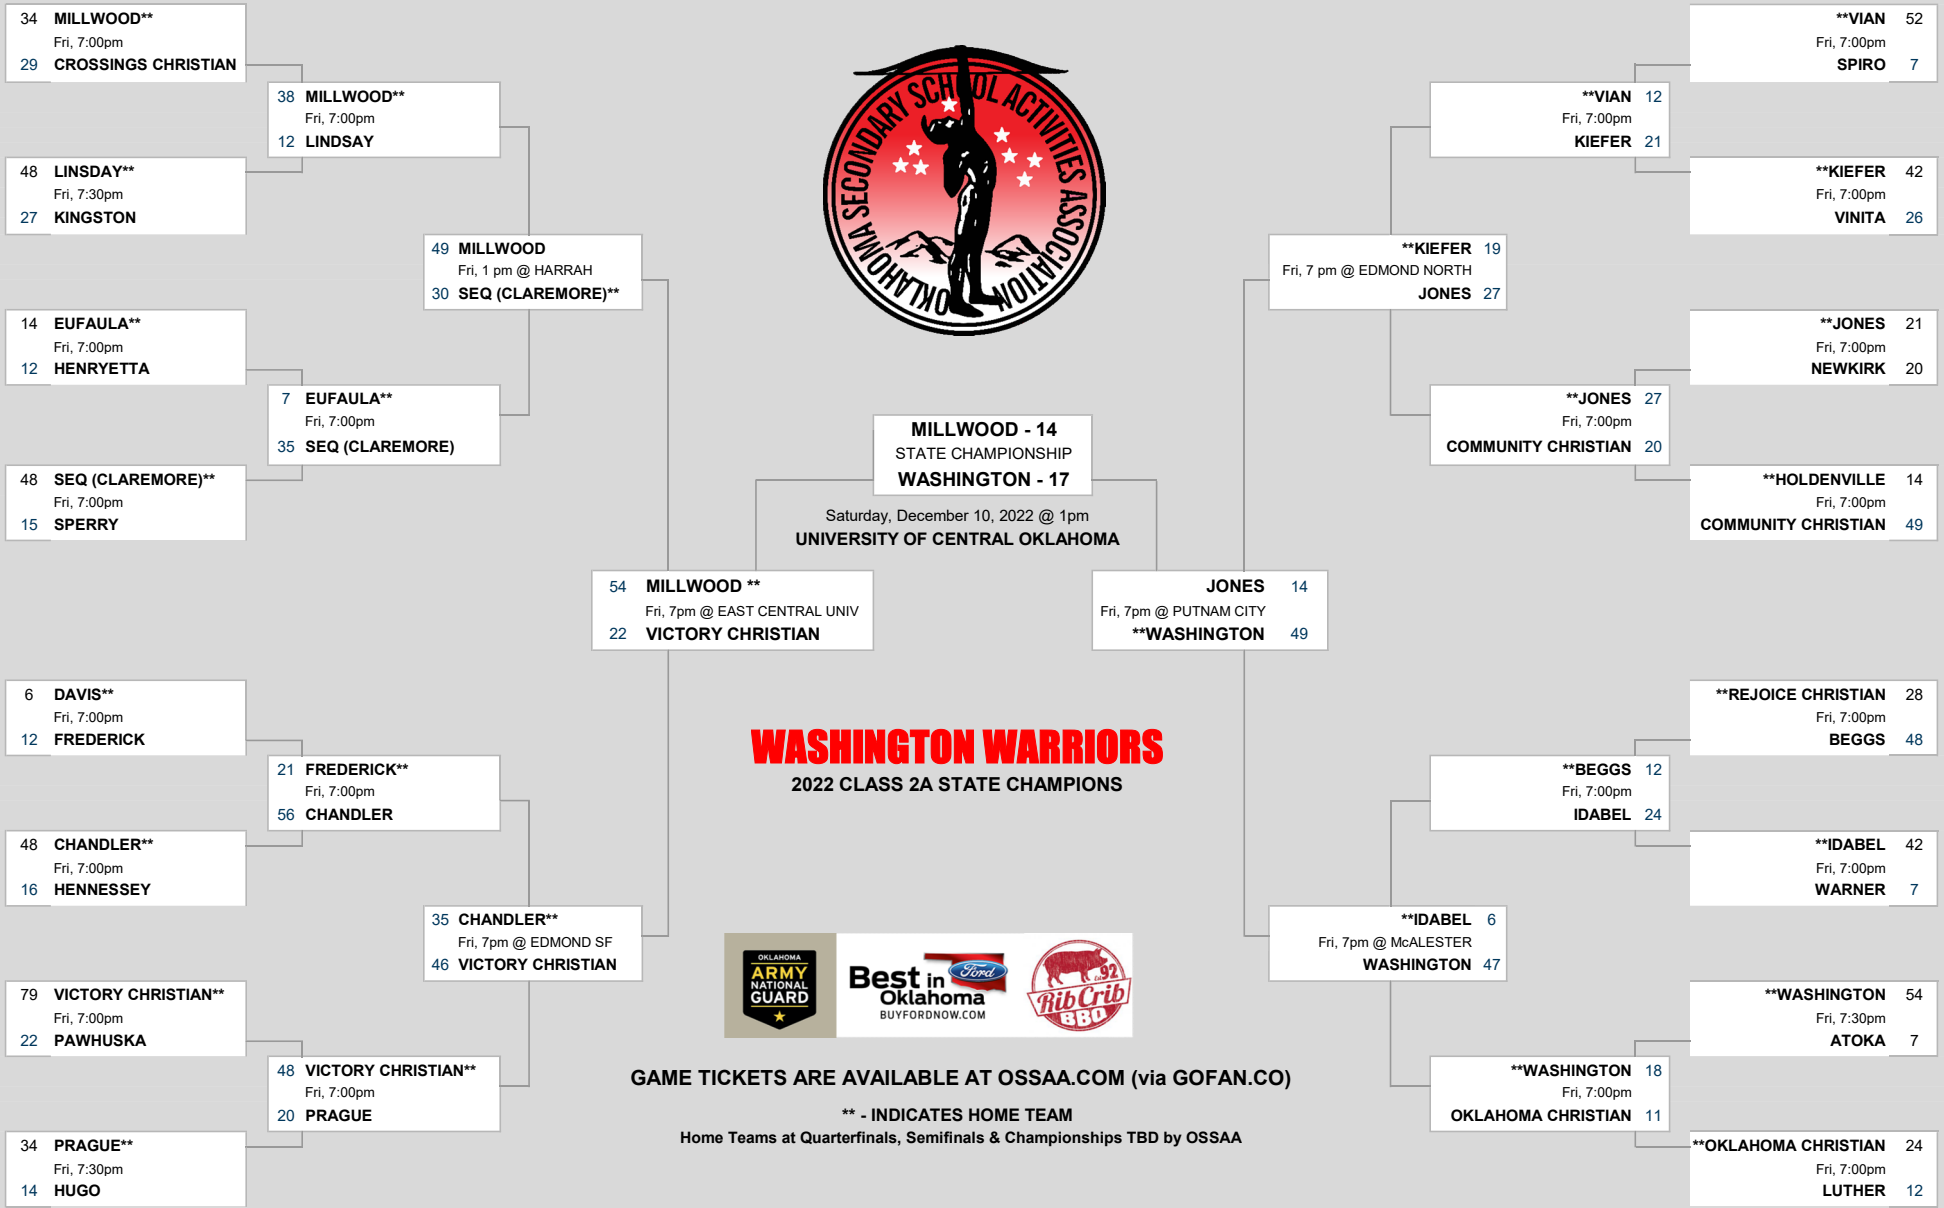 34 MILLWOOD**
Fri, 7:00pm
29 CROSSINGS CHRISTIAN
38 MILLWOOD**
Fri, 7:00pm
12 LINDSAY
48 LINSDAY**
Fri, 7:30pm
27 KINGSTON
49 MILLWOOD
Fri, 1 pm @ HARRAH
30 SEQ (CLAREMORE)**
14 EUFAULA**
Fri, 7:00pm
12 HENRYETTA
7 EUFAULA**
Fri, 7:00pm
35 SEQ (CLAREMORE)
48 SEQ (CLAREMORE)**
Fri, 7:00pm
15 SPERRY
54 MILLWOOD **
Fri, 7pm @ EAST CENTRAL UNIV
22 VICTORY CHRISTIAN
6 DAVIS**
Fri, 7:00pm
12 FREDERICK
21 FREDERICK**
Fri, 7:00pm
56 CHANDLER
48 CHANDLER**
Fri, 7:00pm
16 HENNESSEY
35 CHANDLER**
Fri, 7pm @ EDMOND SF
46 VICTORY CHRISTIAN
79 VICTORY CHRISTIAN**
Fri, 7:00pm
22 PAWHUSKA
48 VICTORY CHRISTIAN**
Fri, 7:00pm
20 PRAGUE
34 PRAGUE**
Fri, 7:30pm
14 HUGO
OKLAHOMA SECONDARY SCHOOL ACTIVITIES ASSOCIATION
MILLWOOD - 14
STATE CHAMPIONSHIP
WASHINGTON - 17
Saturday, December 10, 2022 @ 1pm
UNIVERSITY OF CENTRAL OKLAHOMA
WASHINGTON WARRIORS
2022 CLASS 2A STATE CHAMPIONS
OKLAHOMA
ARMY
NATIONAL
GUARD
Best in
Oklahoma
Ford
BUYFORDNOW.COM
Est 92
Rib Crib
BBQ
GAME TICKETS ARE AVAILABLE AT OSSAA.COM (via GOFAN.CO)
** - INDICATES HOME TEAM
Home Teams at Quarterfinals, Semifinals & Championships TBD by OSSAA
**VIAN 52
Fri, 7:00pm
SPIRO 7
**VIAN 12
Fri, 7:00pm
KIEFER 21
**KIEFER 42
Fri, 7:00pm
VINITA 26
**KIEFER 19
Fri, 7 pm @ EDMOND NORTH
JONES 27
**JONES 21
Fri, 7:00pm
NEWKIRK 20
**JONES 27
Fri, 7:00pm
COMMUNITY CHRISTIAN 20
**HOLDENVILLE 14
Fri, 7:00pm
COMMUNITY CHRISTIAN 49
JONES 14
Fri, 7pm @ PUTNAM CITY
**WASHINGTON 49
**REJOICE CHRISTIAN 28
Fri, 7:00pm
BEGGS 48
**BEGGS 12
Fri, 7:00pm
IDABEL 24
**IDABEL 42
Fri, 7:00pm
WARNER 7
**IDABEL 6
Fri, 7pm @ McALESTER
WASHINGTON 47
**WASHINGTON 54
Fri, 7:30pm
ATOKA 7
**WASHINGTON 18
Fri, 7:00pm
OKLAHOMA CHRISTIAN 11
**OKLAHOMA CHRISTIAN 24
Fri, 7:00pm
LUTHER 12